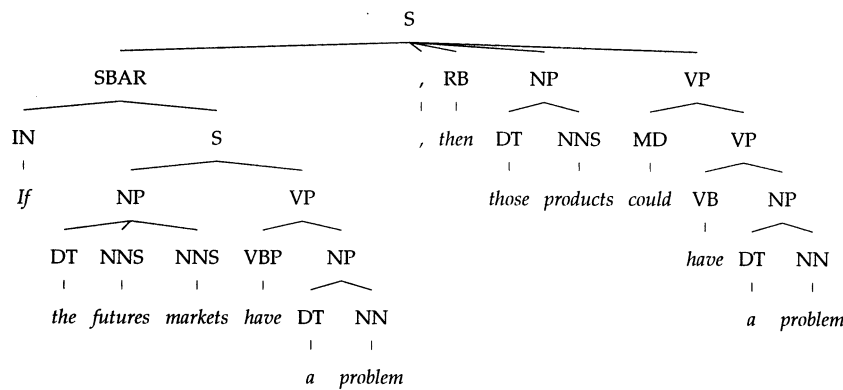 S
SBAR , RB NP VP
IN S , then DT NNS MD VP
If NP VP those products could VB NP
DT NNS NNS VBP NP have DT NN
the futures markets have DT NN a problem
a problem